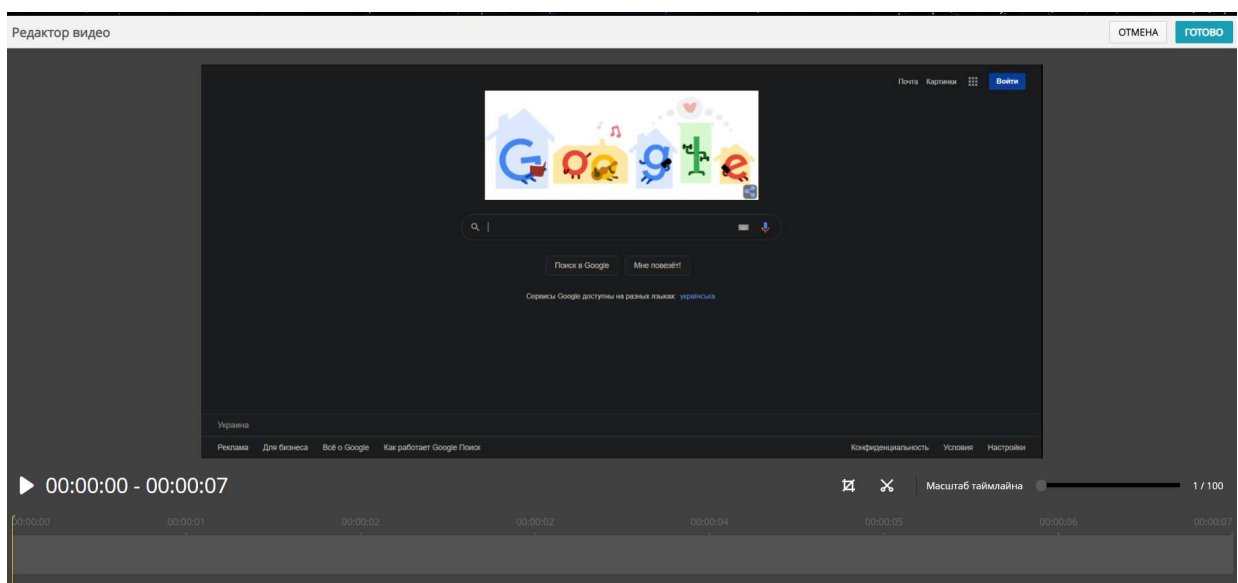 Редактор видео ОТМЕНА ГОТОВО
Почта Картинки Войти
Google
Поиск в Google Мне повезёт!
Сервисы Google доступны на разных языках: українська
Украина
Реклама Для бизнеса Всё о Google Как работает Google Поиск Конфиденциальность Условия Настройки
00:00:00 - 00:00:07 Масштаб таймлайна 1 / 100
00:00:00 00:00:01 00:00:02 00:00:02 00:00:04 00:00:05 00:00:06 00:00:07